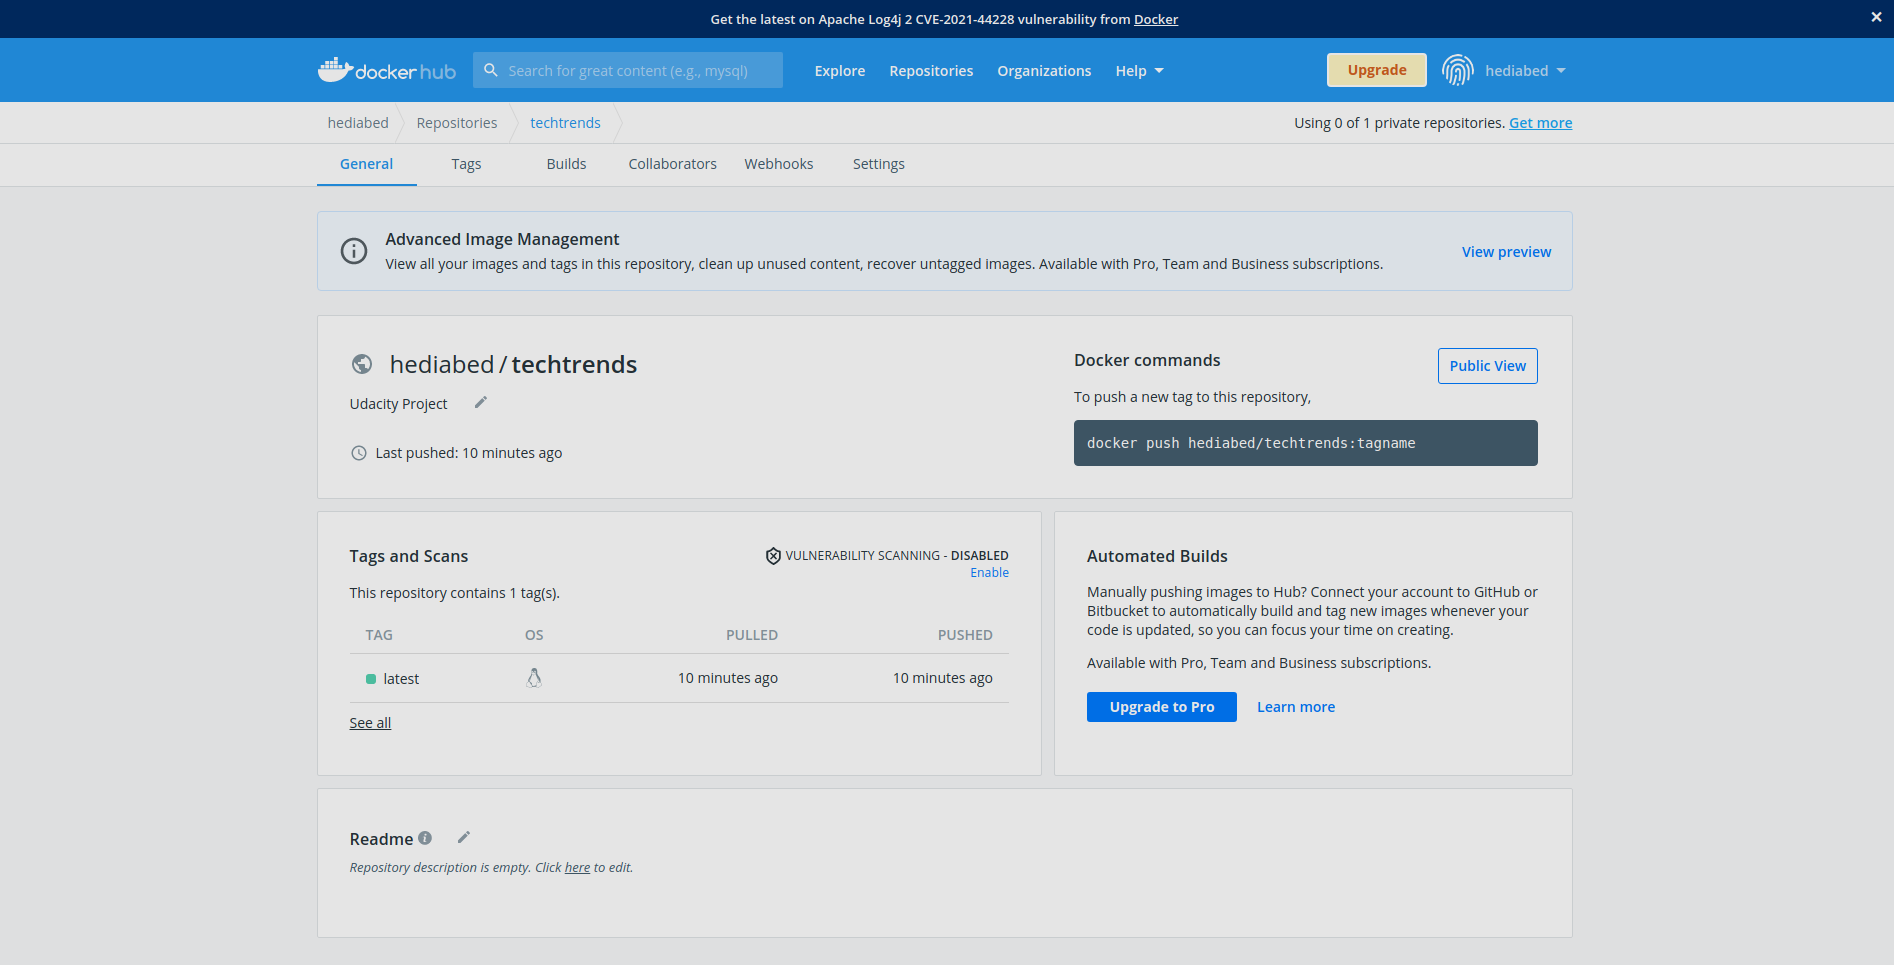 Get the latest on Apache Log4j 2 CVE-2021-44228 vulnerability from Docker
docker hub
Search for great content (e.g., mysql)
Explore
Repositories
Organizations
Help
Upgrade
hediabed
hediabed
Repositories
techtrends
Using 0 of 1 private repositories. Get more
General
Tags
Builds
Collaborators
Webhooks
Settings
Advanced Image Management
View all your images and tags in this repository, clean up unused content, recover untagged images. Available with Pro, Team and Business subscriptions.
View preview
hediabed / techtrends
Udacity Project
Last pushed: 10 minutes ago
Docker commands
Public View
To push a new tag to this repository,
docker push hediabed/techtrends:tagname
Tags and Scans
VULNERABILITY SCANNING - DISABLED
Enable
This repository contains 1 tag(s).
TAG OS PULLED PUSHED
latest 10 minutes ago 10 minutes ago
See all
Automated Builds
Manually pushing images to Hub? Connect your account to GitHub or
Bitbucket to automatically build and tag new images whenever your
code is updated, so you can focus your time on creating.
Available with Pro, Team and Business subscriptions.
Upgrade to Pro
Learn more
Readme
Repository description is empty. Click here to edit.